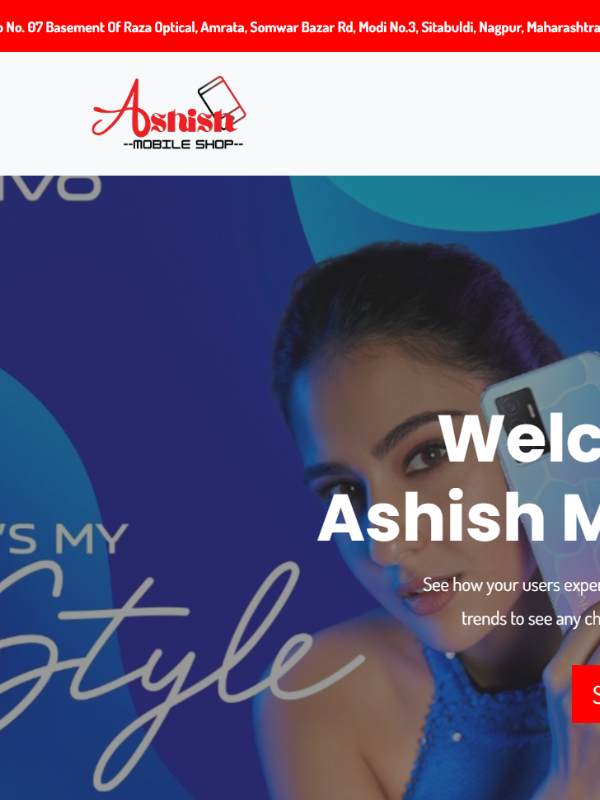 No. 07 Basement Of Raza Optical, Amrata, Somwar Bazar Rd, Modi No.3, Sitabuldi, Nagpur, Maharashtra
Ashish
--MOBILE SHOP--
IVO
'S MY
Style
Welc
Ashish M
See how your users exper
trends to see any ch
S